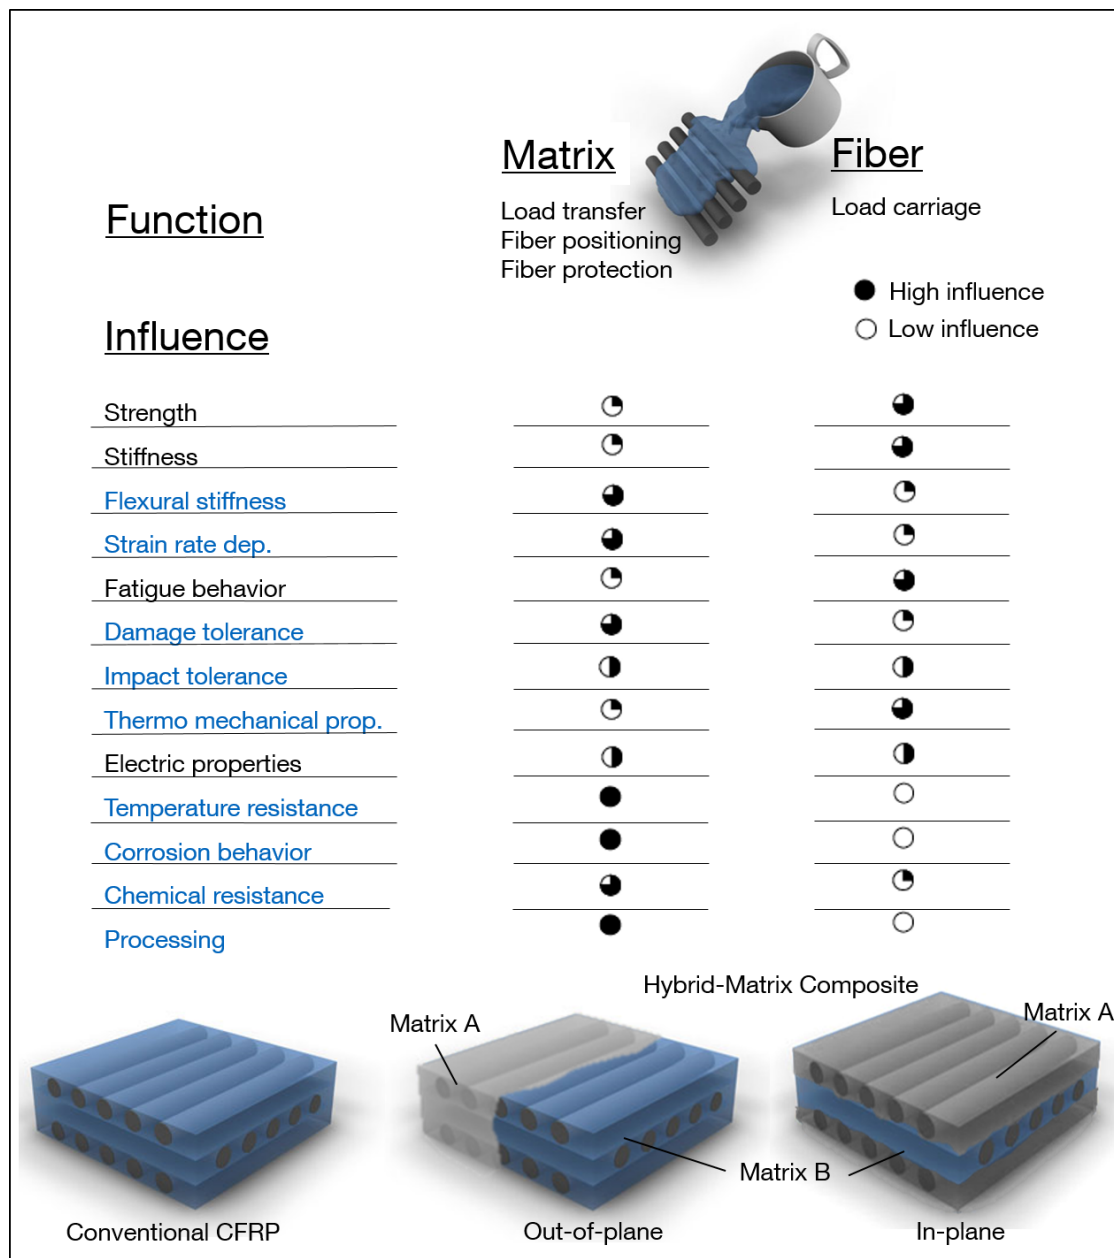 Matrix
Fiber
Function
Load transfer
Fiber positioning
Fiber protection
Load carriage
High influence
Low influence
Influence
Strength
Stiffness
Flexural stiffness
Strain rate dep.
Fatigue behavior
Damage tolerance
Impact tolerance
Thermo mechanical prop.
Electric properties
Temperature resistance
Corrosion behavior
Chemical resistance
Processing
Hybrid-Matrix Composite
Matrix A
Matrix A
Matrix B
Conventional CFRP
Out-of-plane
In-plane